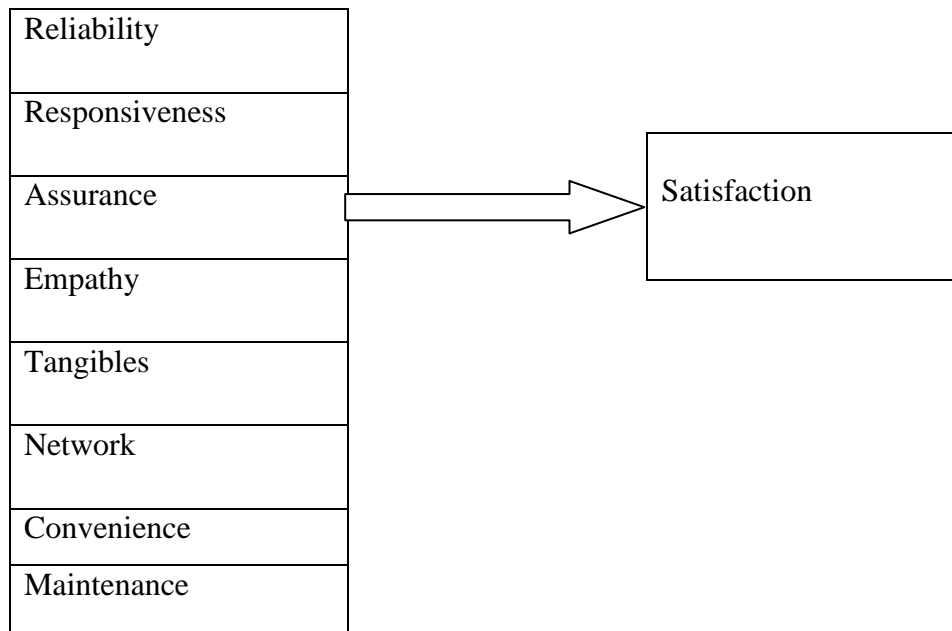 Reliability
Responsiveness
Assurance
Empathy
Tangibles
Network
Convenience
Maintenance
Satisfaction